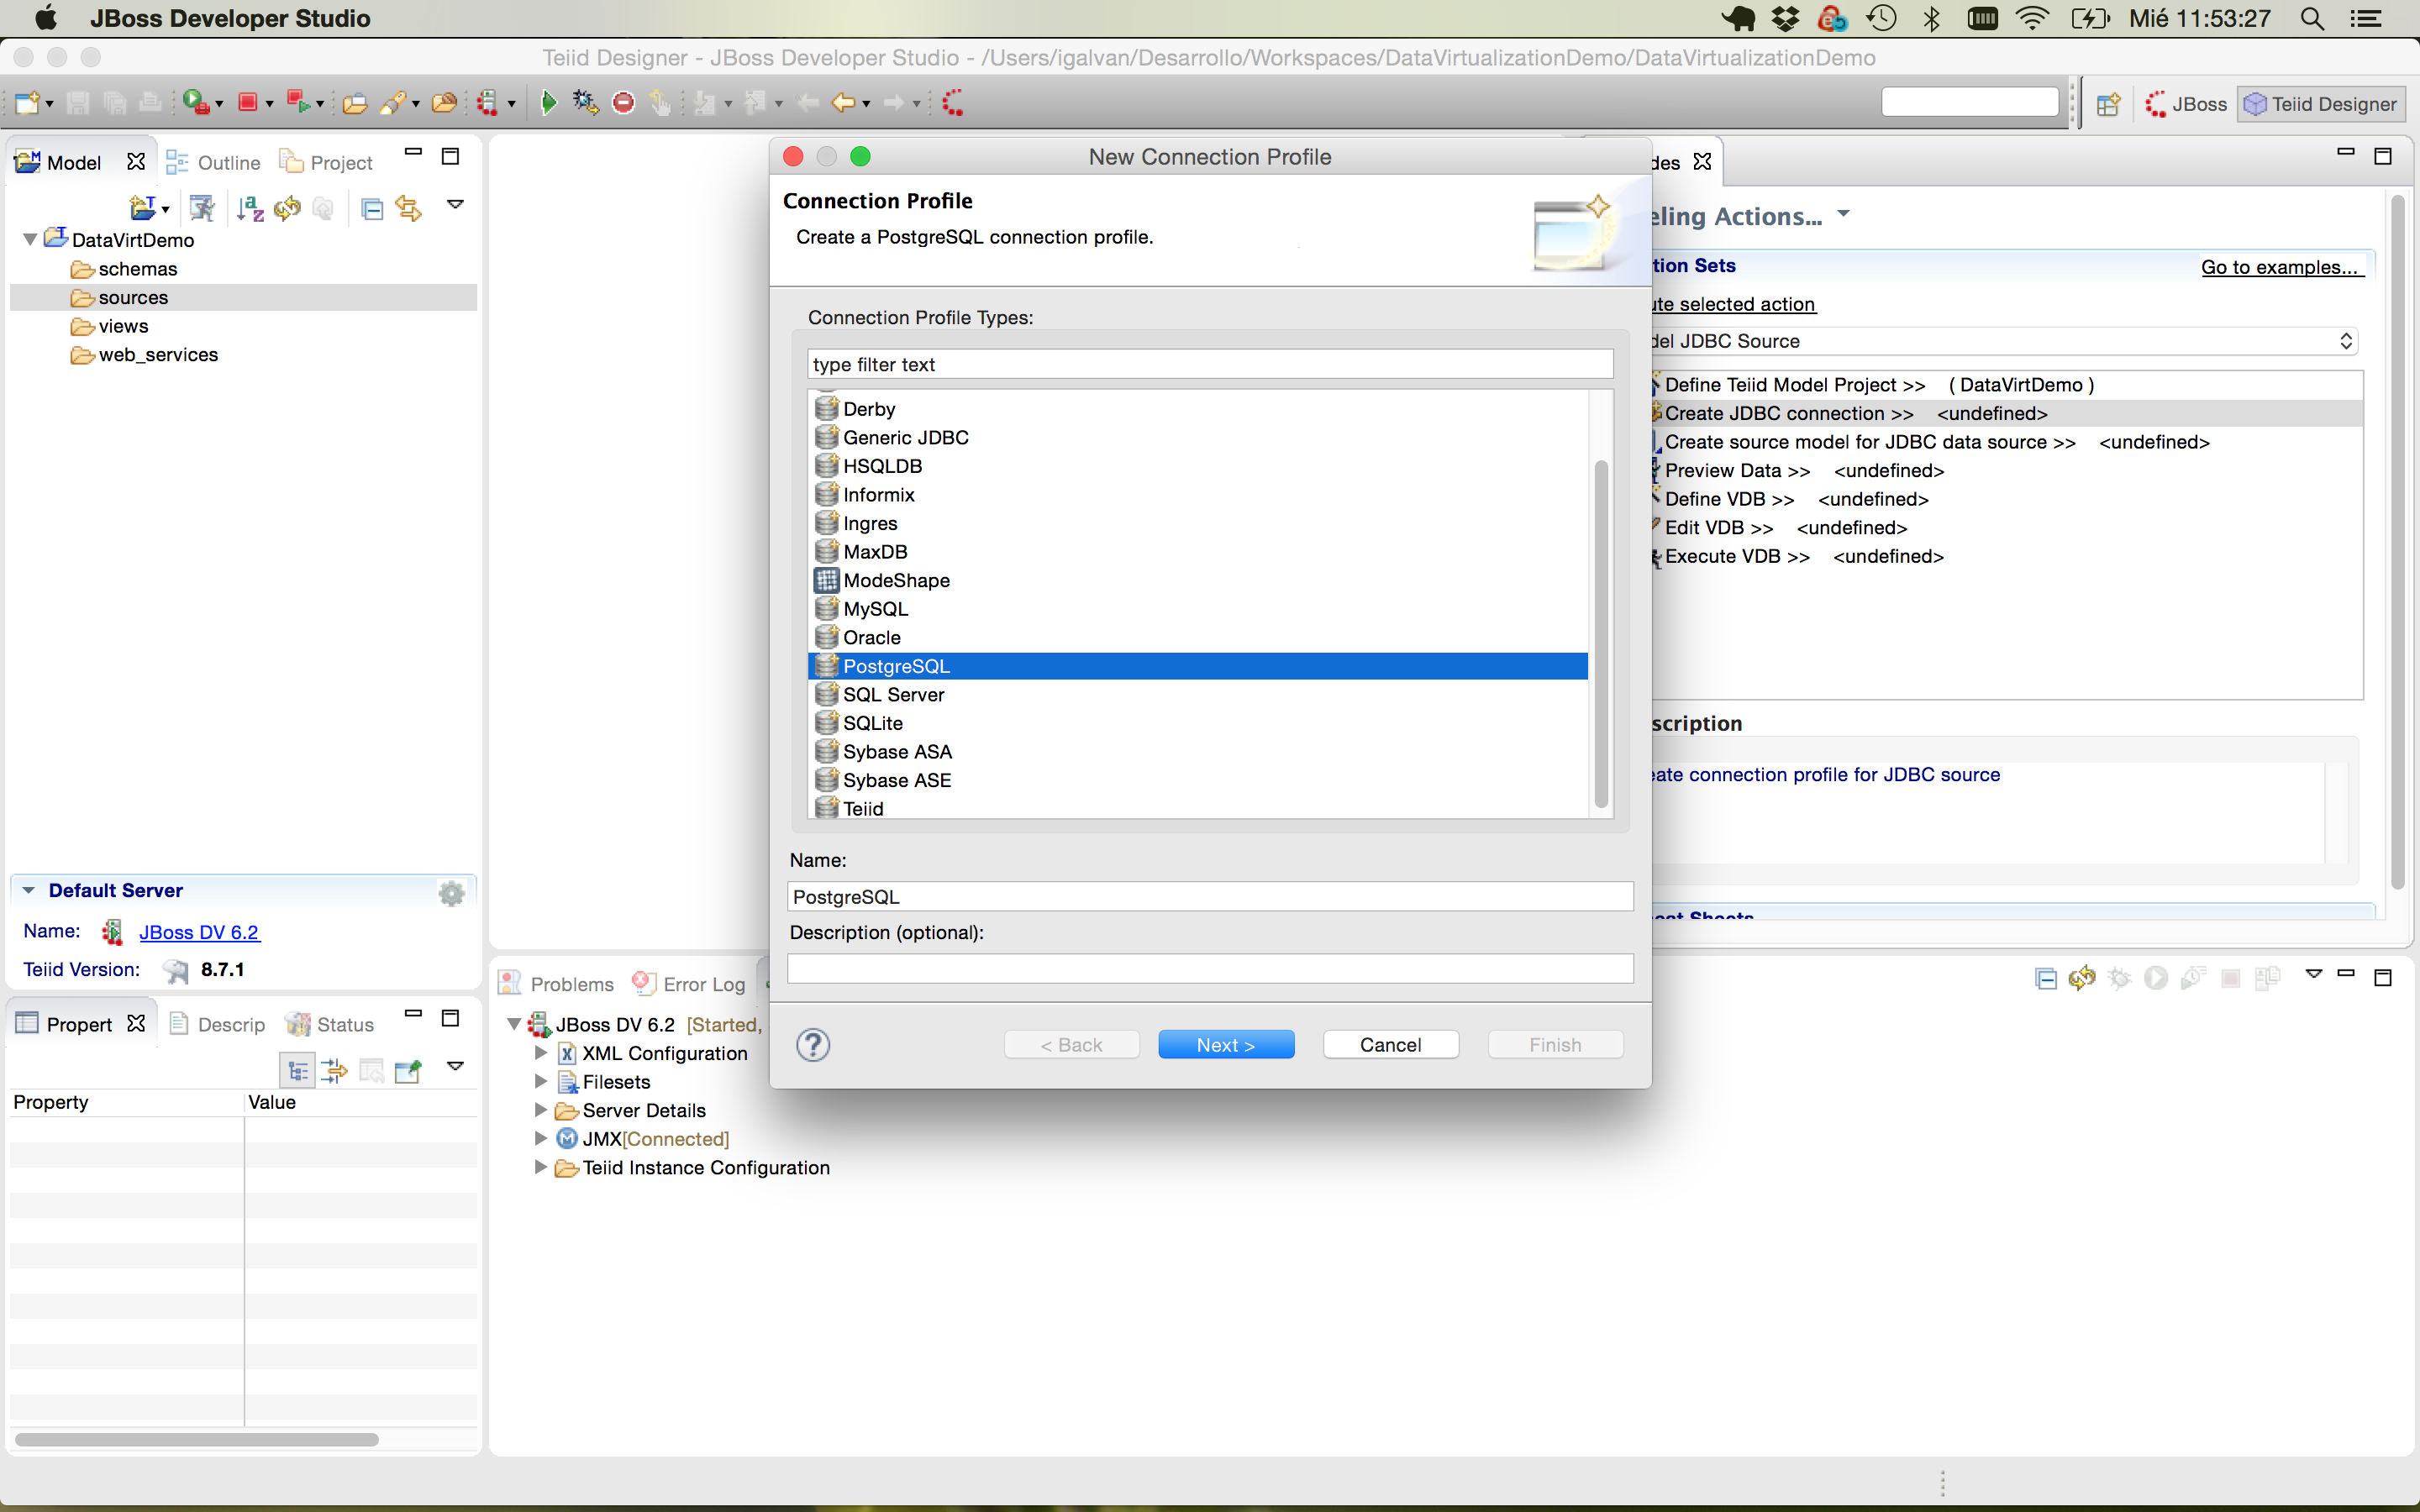 JBoss Developer Studio
Mié 11:53:27
Teiid Designer - JBoss Developer Studio - /Users/igalvan/Desarrollo/Workspaces/DataVirtualizationDemo/DataVirtualizationDemo
JBoss
Teiid Designer
Model
Outline
Project
DataVirtDemo
schemas
sources
views
web_services
Default Server
Name:
JBoss DV 6.2
Teiid Version:
8.7.1
Propert
Descrip
Status
Property
Value
New Connection Profile
Connection Profile
Create a PostgreSQL connection profile.
Connection Profile Types:
type filter text
Derby
Generic JDBC
HSQLDB
Informix
Ingres
MaxDB
ModeShape
MySQL
Oracle
PostgreSQL
SQL Server
SQLite
Sybase ASA
Sybase ASE
Teiid
Name:
PostgreSQL
Description (optional):
< Back
Next >
Cancel
Finish
des
eling Actions...
tion Sets
Go to examples...
ute selected action
del JDBC Source
Define Teiid Model Project >> ( DataVirtDemo )
Create JDBC connection >> <undefined>
Create source model for JDBC data source >> <undefined>
Preview Data >> <undefined>
Define VDB >> <undefined>
Edit VDB >> <undefined>
Execute VDB >> <undefined>
scription
eate connection profile for JDBC source
eat Sheets
Problems
Error Log
JBoss DV 6.2 [Started,
XML Configuration
Filesets
Server Details
JMX[Connected]
Teiid Instance Configuration